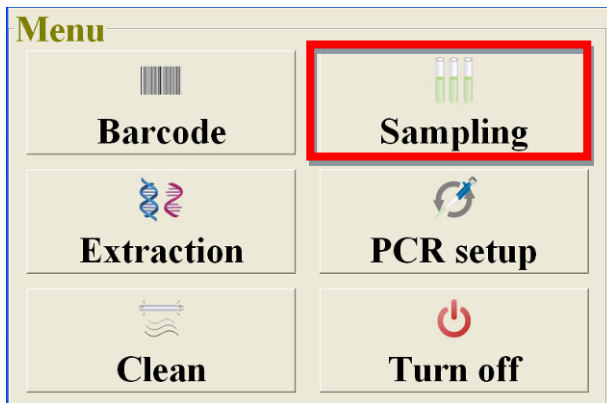 Menu
Barcode
Sampling
Extraction
PCR setup
Clean
Turn off